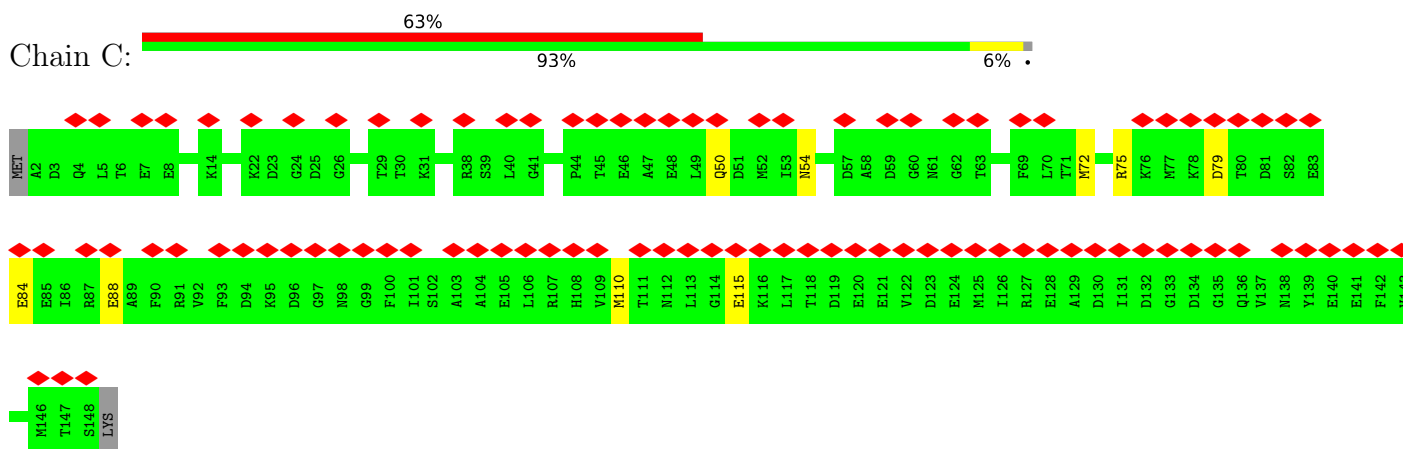 63%
Chain C:
93% 6% •
MET A2 D3 Q4 L5 T6 E7 E8 K14 K22 D23 G24 D25 G26 T29 T30 K31 R38 S39 L40 G41 P44 T45 E46 A47 E48 L49 Q50 D51 M52 I53 N54 D57 A58 D59 G60 N61 G62 T63 F69 L70 T71 M72 R75 K76 M77 K78 D79 T80 D81 S82 E83
E84 E85 I86 R87 E88 A89 F90 R91 V92 F93 D94 K95 D96 G97 N98 G99 F100 I101 S102 A103 A104 E105 L106 R107 H108 V109 M110 T111 N112 L113 G114 E115 K116 L117 T118 D119 E120 E121 V122 D123 E124 M125 I126 R127 E128 A129 D130 I131 D132 G133 D134 G135 Q136 V137 N138 Y139 E140 E141 F142
M146 T147 S148 LYS